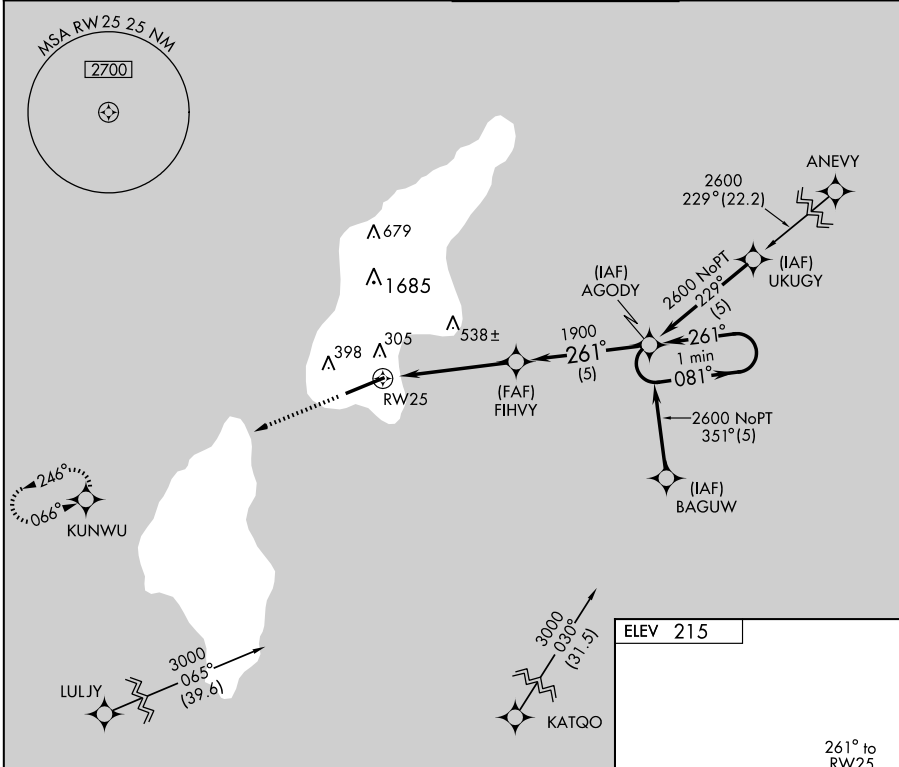 MSA RW25 25 NM
2700
ANEVY
2600
229° (22.2)
679
(IAF)
UKUGY
(IAF)
AGODY
2600 NoPT
229°
(5)
1685
538±
1900
261°
(5)
261°
1 min
081°
305
398
RW25
(FAF)
FIHVY
2600 NoPT
351° (5)
(IAF)
BAGUW
246°
066°
KUNWU
3000
030°
(31.5)
ELEV 215
3000
065°
(39.6)
LULJY
KATQO
261° to
RW25